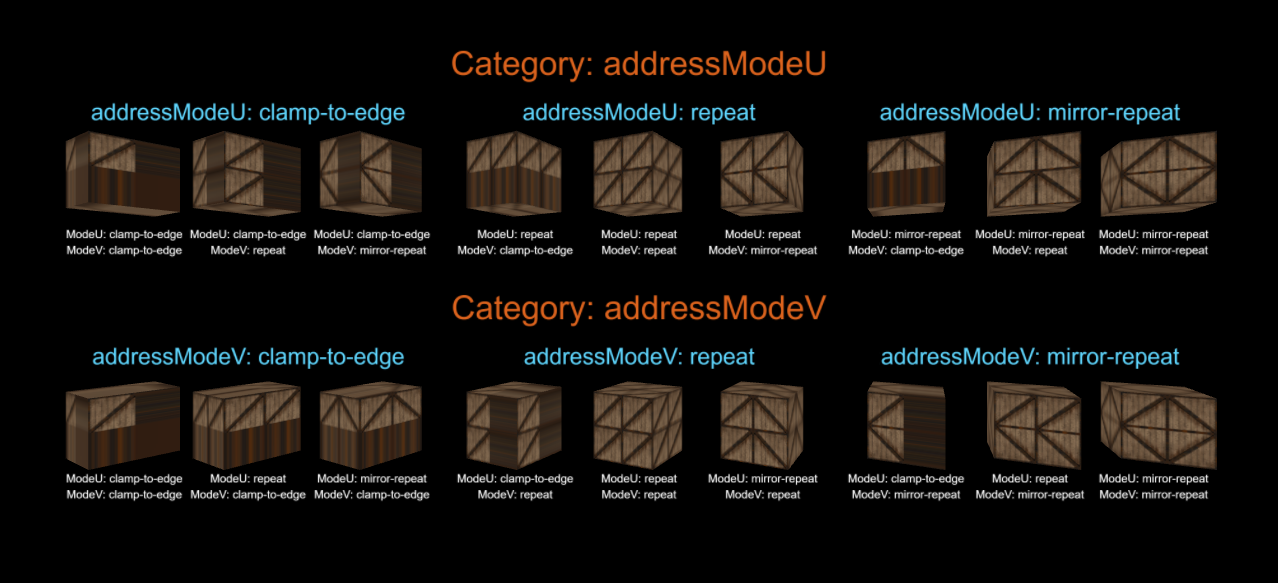 Category: addressModeU
addressModeU: clamp-to-edge addressModeU: repeat addressModeU: mirror-repeat
ModeU: clamp-to-edge ModeU: clamp-to-edge ModeU: clamp-to-edge ModeU: repeat ModeU: repeat ModeU: repeat ModeU: mirror-repeat ModeU: mirror-repeat ModeU: mirror-repeat
ModeV: clamp-to-edge ModeV: repeat ModeV: mirror-repeat ModeV: clamp-to-edge ModeV: repeat ModeV: mirror-repeat ModeV: clamp-to-edge ModeV: repeat ModeV: mirror-repeat
Category: addressModeV
addressModeV: clamp-to-edge addressModeV: repeat addressModeV: mirror-repeat
ModeU: clamp-to-edge ModeU: repeat ModeU: mirror-repeat ModeU: clamp-to-edge ModeU: repeat ModeU: mirror-repeat ModeU: clamp-to-edge ModeU: repeat ModeU: mirror-repeat
ModeV: clamp-to-edge ModeV: clamp-to-edge ModeV: clamp-to-edge ModeV: repeat ModeV: repeat ModeV: repeat ModeV: mirror-repeat ModeV: mirror-repeat ModeV: mirror-repeat